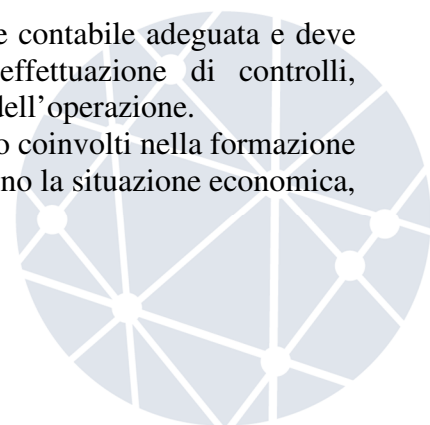 e contabile adeguata e deve
effettuazione di controlli,
dell’operazione.
o coinvolti nella formazione
no la situazione economica,